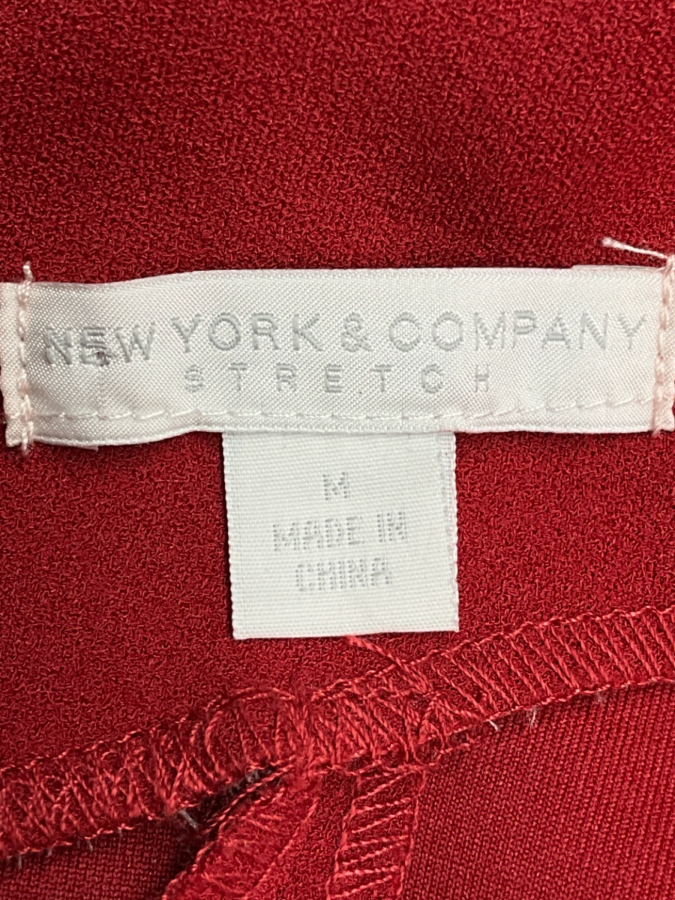 NEW YORK & COMPANY
STRETCH
M
MADE IN
CHINA